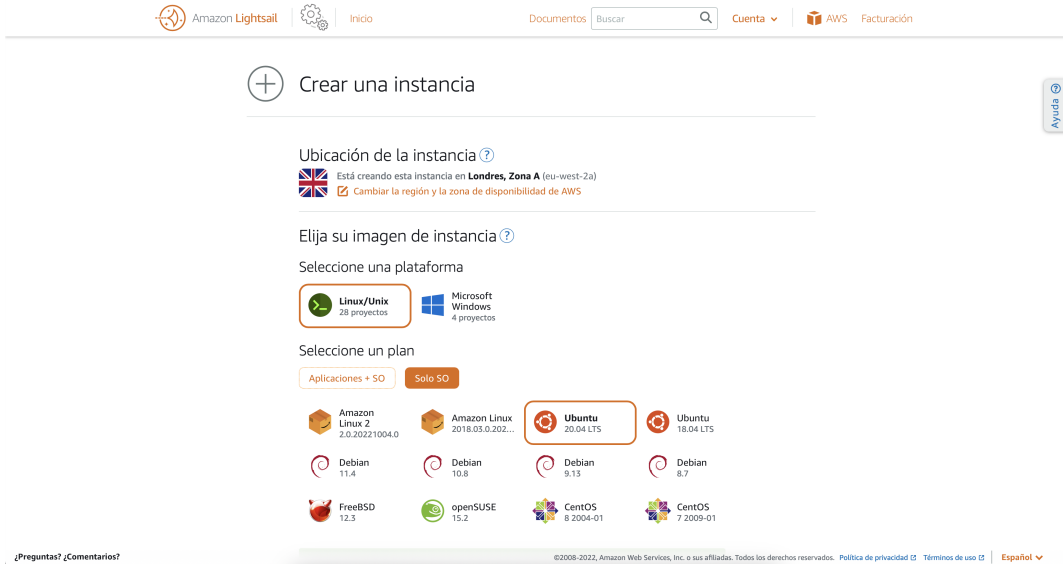 Amazon Lightsail
Inicio
Documentos
Buscar
Cuenta
AWS
Facturación
Ayuda
Crear una instancia
Ubicación de la instancia
Está creando esta instancia en Londres, Zona A (eu-west-2a)
Cambiar la región y la zona de disponibilidad de AWS
Elija su imagen de instancia
Seleccione una plataforma
Linux/Unix
28 proyectos
Microsoft
Windows
4 proyectos
Seleccione un plan
Aplicaciones + SO
Solo SO
Amazon
Linux 2
2.0.20221004.0
Amazon Linux
2018.03.0.202...
Ubuntu
20.04 LTS
Ubuntu
18.04 LTS
Debian
11.4
Debian
10.8
Debian
9.13
Debian
8.7
FreeBSD
12.3
openSUSE
15.2
CentOS
8 2004-01
CentOS
7 2009-01
¿Preguntas? ¿Comentarios?
©2008-2022, Amazon Web Services, Inc. o sus afiliadas. Todos los derechos reservados.
Política de privacidad
Términos de uso
Español